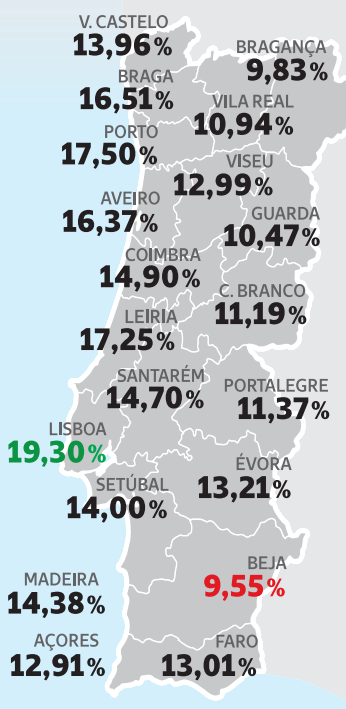 V. CASTELO
13,96%
BRAGANÇA
9,83%
BRAGA
16,51%
VILA REAL
10,94%
PORTO
17,50%
VISEU
12,99%
AVEIRO
16,37%
GUARDA
10,47%
COIMBRA
14,90%
C. BRANCO
11,19%
LEIRIA
17,25%
SANTARÉM
14,70%
PORTALEGRE
11,37%
LISBOA
19,30%
ÉVORA
13,21%
SETÚBAL
14,00%
BEJA
9,55%
MADEIRA
14,38%
AÇORES
12,91%
FARO
13,01%